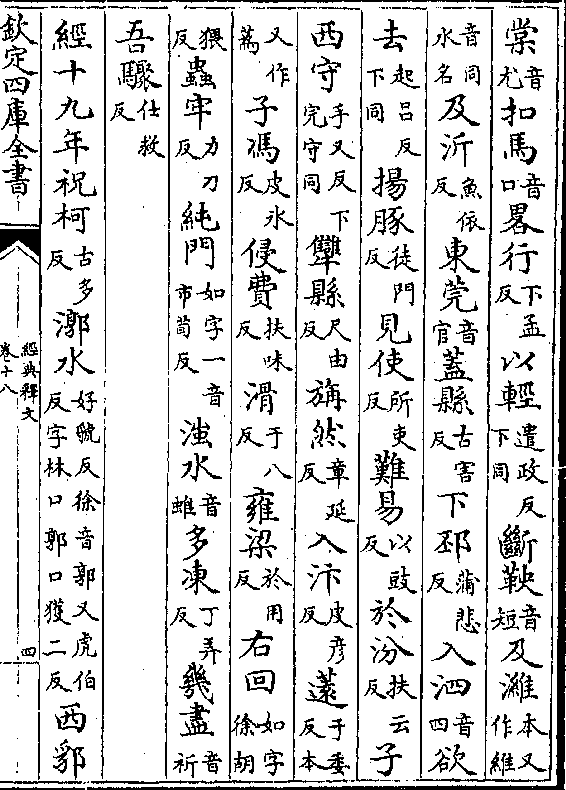 棠音尤扣馬音口畧行下孟反以輕遣政反下同斷鞅音短及濰本又作維
音同水名及沂魚依反東莞音官蓋縣古害反下邳蒲悲反入泗音四欲
去起呂反下同揚豚徒門反見使所吏反難易以豉反於汾扶云反子
西守手又反下完守同犨縣尺由反旃然章延反入汴皮彥反薳于委反本
又作蒍子馮皮氷反侵費扶味反滑于八反雍梁於用反右回如字徐胡
猥反蟲牢力刀反純門如字一音市荀反滍水音蜼多凍丁弄反幾盡音祈
吾驟仕救反
經十九年祝柯古多反漷水好虢反徐音郭又虎伯反字林口郭口獲二反西郛
欽定四庫全書
經典釋文
卷十八
四